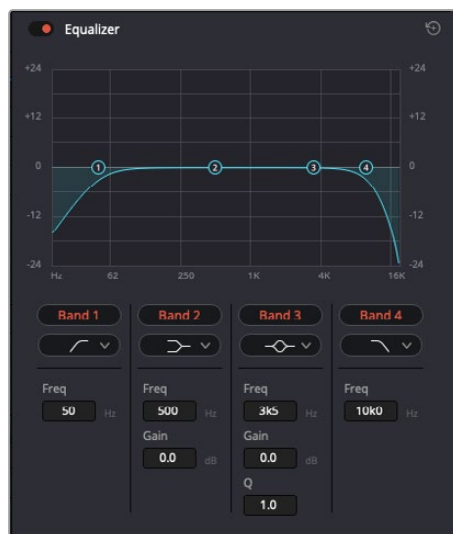 Equalizer
+24 +24
+12 +12
0 0
-12 -12
-24 -24
Hz 62 250 1K 4K 16K
1 2 3 4
Band 1 Band 2 Band 3 Band 4
Freq Freq Freq Freq
50 Hz 500 Hz 3k5 Hz 10k0 Hz
Gain Gain
0.0 dB 0.0 dB
Q
1.0